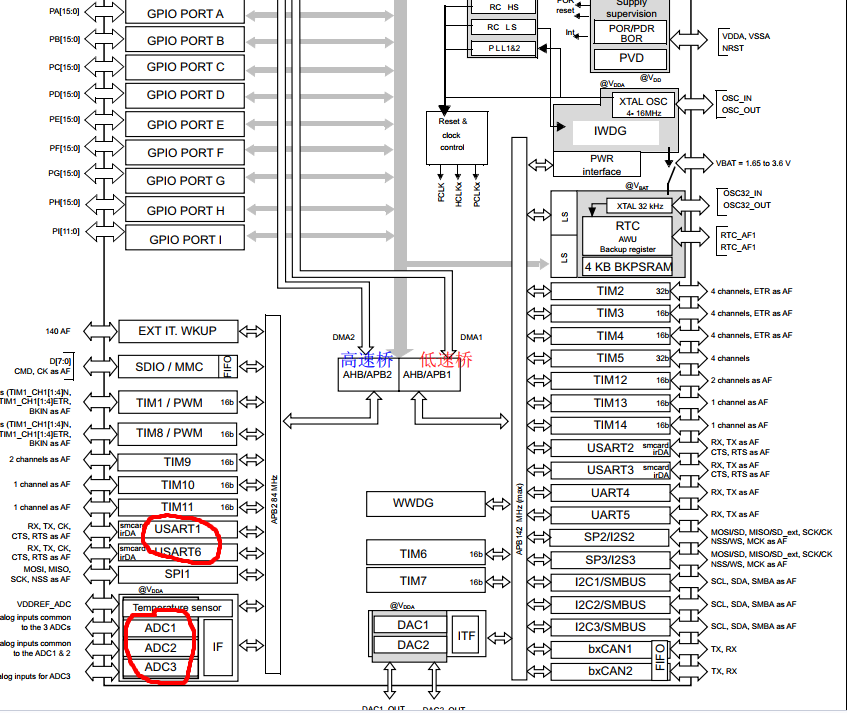 PA[15:0]
GPIO PORT A
PB[15:0]
GPIO PORT B
PC[15:0]
GPIO PORT C
PD[15:0]
GPIO PORT D
PE[15:0]
GPIO PORT E
PF[15:0]
GPIO PORT F
PG[15:0]
GPIO PORT G
PH[15:0]
GPIO PORT H
PI[11:0]
GPIO PORT I
RC HS
RC LS
PLL1&2
POR
reset
Int
Supply
supervision
POR/PDR
BOR
PVD
VDDA, VSSA
NRST
@VDDA
@VDD
XTAL OSC
4- 16MHz
OSC_IN
OSC_OUT
IWDG
PWR
interface
VBAT = 1.65 to 3.6 V
@VBAT
Reset &
clock
control
FCLK
HCLKx
PCLKx
LS
LS
XTAL 32 kHz
OSC32_IN
OSC32_OUT
RTC
AWU
Backup register
RTC_AF1
RTC_AF1
4 KB BKPSRAM
140 AF
EXT IT. WKUP
D[7:0]
CMD, CK as AF
SDIO / MMC
FIFO
s (TIM1_CH1[1:4]N,
TIM1_CH1[1:4]ETR,
BKIN as AF
TIM1 / PWM 16b
s (TIM1_CH1[1:4]N,
TIM1_CH1[1:4]ETR,
BKIN as AF
TIM8 / PWM 16b
2 channels as AF
TIM9 16b
1 channel as AF
TIM10 16b
1 channel as AF
TIM11 16b
RX, TX, CK,
CTS, RTS as AF
smcard
irDA
USART1
RX, TX, CK,
CTS, RTS as AF
smcard
irDA
USART6
MOSI, MISO,
SCK, NSS as AF
SPI1
@VDDA
VDDREF_ADC
Temperature sensor
alog inputs common
to the 3 ADCs
ADC1
alog inputs common
to the ADC1 & 2
ADC2
alog inputs for ADC3
ADC3
IF
APB2 84 MHz
DMA2
DMA1
高速桥
低速桥
AHB/APB2
AHB/APB1
WWDG
TIM6 16b
TIM7 16b
@VDDA
DAC1
DAC2
ITF
DAC1_OUT
DAC2_OUT
APB142 MHz (max)
TIM2 32b
4 channels, ETR as AF
TIM3 16b
4 channels, ETR as AF
TIM4 16b
4 channels, ETR as AF
TIM5 32b
4 channels
TIM12 16b
2 channels as AF
TIM13 16b
1 channel as AF
TIM14 16b
1 channel as AF
USART2
smcard
irDA
RX, TX as AF
CTS, RTS as AF
USART3
smcard
irDA
RX, TX as AF
CTS, RTS as AF
UART4
RX, TX as AF
UART5
RX, TX as AF
SP2/I2S2
MOSI/SD, MISO/SD_ext, SCK/CK
NSS/WS, MCK as AF
SP3/I2S3
MOSI/SD, MISO/SD_ext, SCK/CK
NSS/WS, MCK as AF
I2C1/SMBUS
SCL, SDA, SMBA as AF
I2C2/SMBUS
SCL, SDA, SMBA as AF
I2C3/SMBUS
SCL, SDA, SMBA as AF
bxCAN1
TX, RX
bxCAN2
TX, RX
FIFO